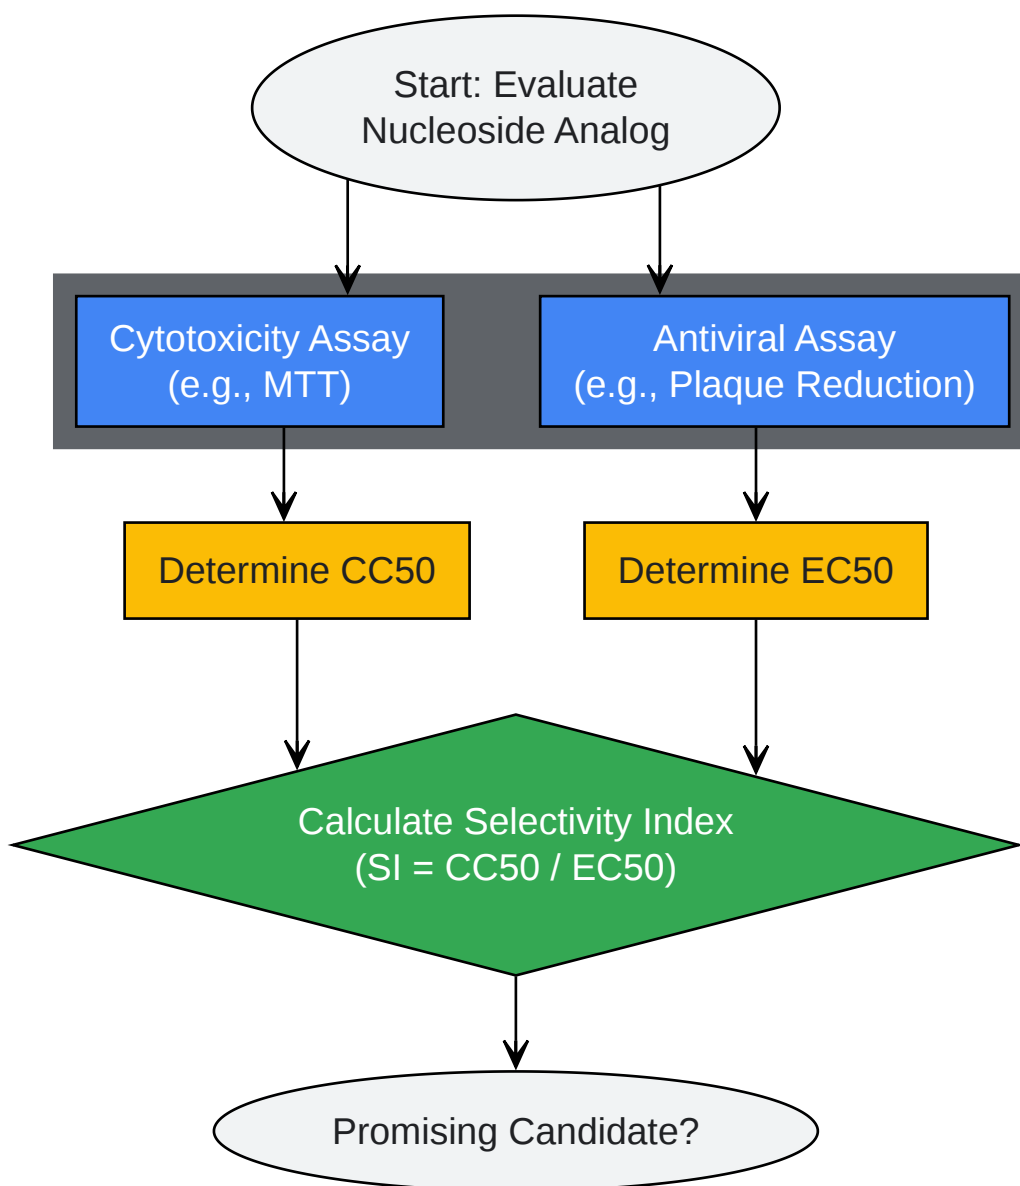 Start: Evaluate
Nucleoside Analog
Cytotoxicity Assay
(e.g., MTT)
Antiviral Assay
(e.g., Plaque Reduction)
Determine CC50
Determine EC50
Calculate Selectivity Index
(SI = CC50 / EC50)
Promising Candidate?